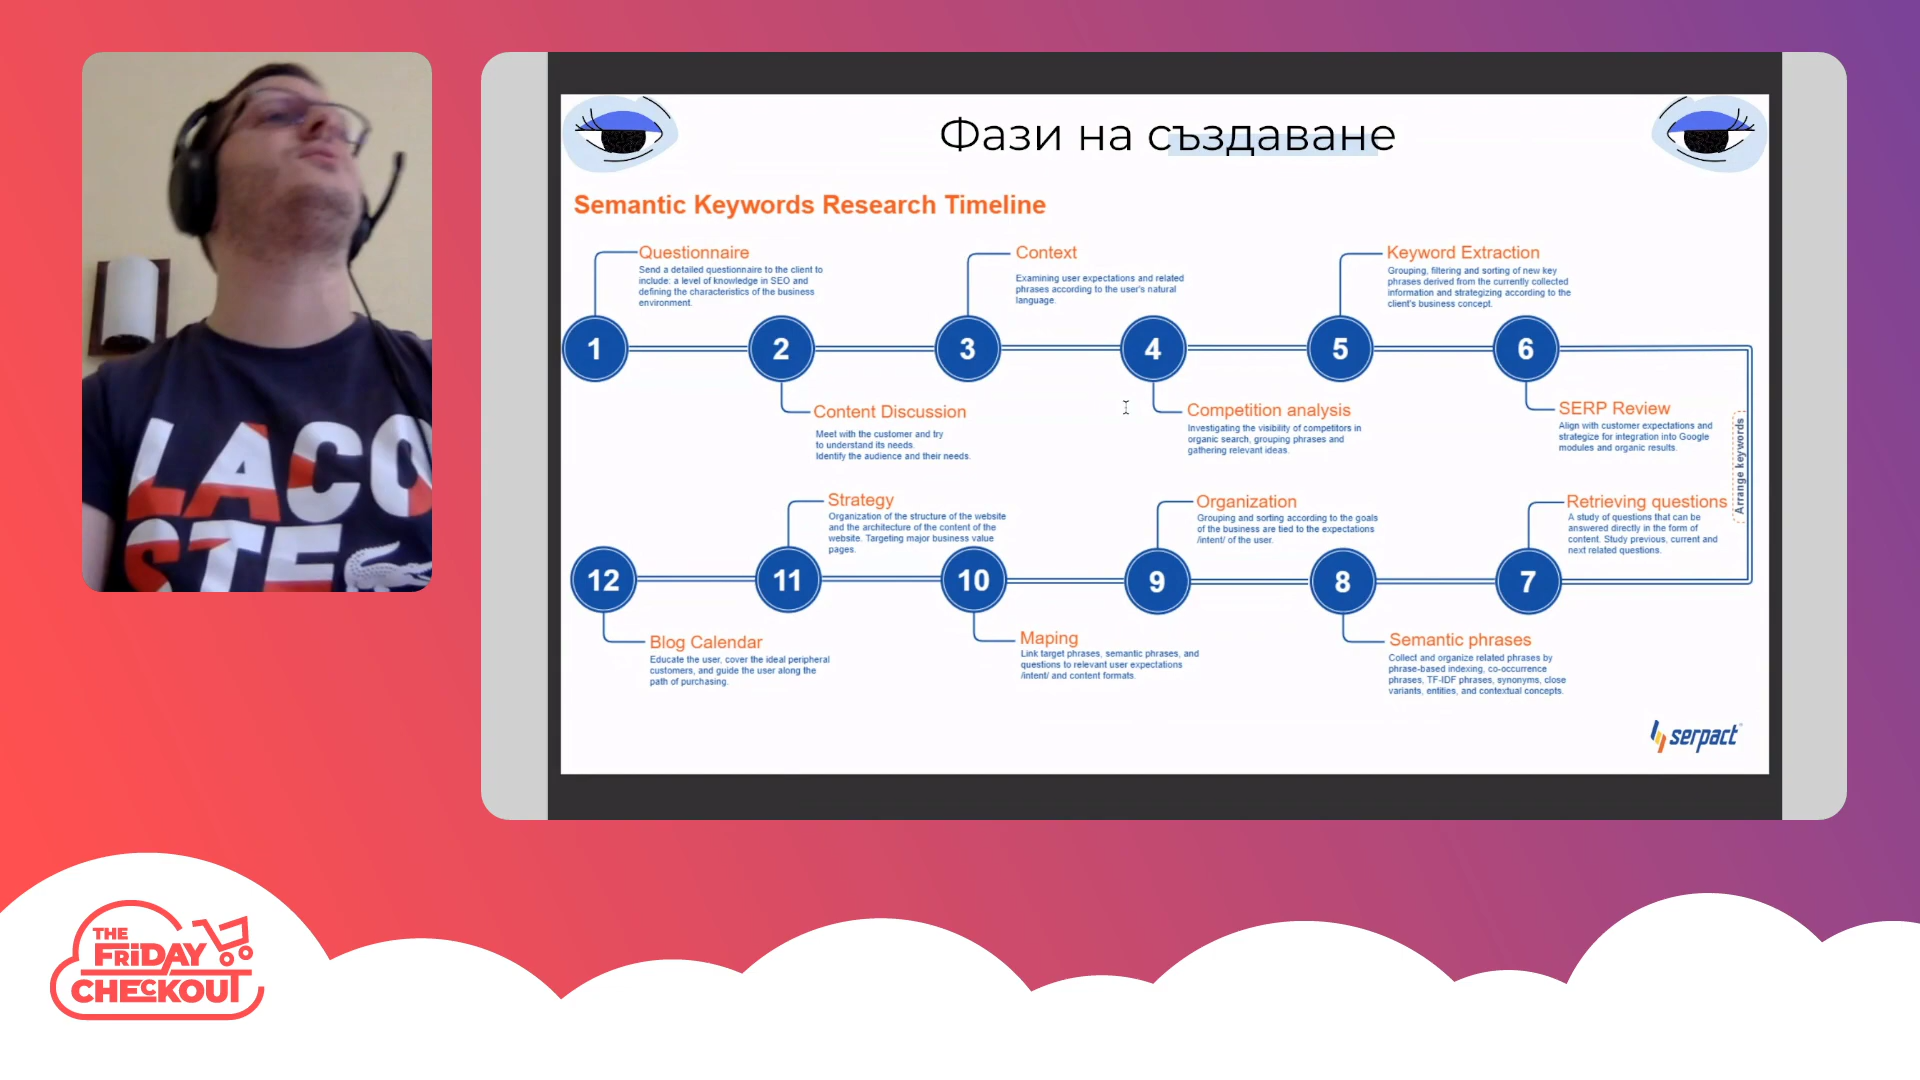 Фази на създаване
Semantic Keywords Research Timeline
Questionnaire
Send a detailed questionnaire to the client to
include: a level of knowledge in SEO and
defining the characteristics of the business
environment.
Context
Examining user expectations and related
phrases according to the user's natural
language.
Keyword Extraction
Grouping, filtering and sorting of new key
phrases derived from the currently collected
information and strategizing according to the
client's business concept.
1
2
3
4
5
6
Content Discussion
Meet with the customer and try
to understand its needs.
Identify the audience and their needs.
Competition analysis
Investigating the visibility of competitors in
organic search, grouping phrases and
gathering relevant ideas.
SERP Review
Align with customer expectations and
strategize for integration into Google
modules and organic results.
Arrange keywords
Strategy
Organization of the structure of the website
and the architecture of the content of the
website. Targeting major business value
pages.
Organization
Grouping and sorting according to the goals
of the business are tied to the expectations
/intent/ of the user.
Retrieving questions
A study of questions that can be
answered directly in the form of
content. Study previous, current and
next related questions.
12
11
10
9
8
7
Blog Calendar
Educate the user, cover the ideal peripheral
customers, and guide the user along the
path of purchasing.
Maping
Link target phrases, semantic phrases, and
questions to relevant user expectations
/intent/ and content formats.
Semantic phrases
Collect and organize related phrases by
phrase-based indexing, co-occurrence
phrases, TF-IDF phrases, synonyms, close
variants, entities, and contextual concepts.
serpact
LACO
STE
THE
FRiDAY
CHECKOUT